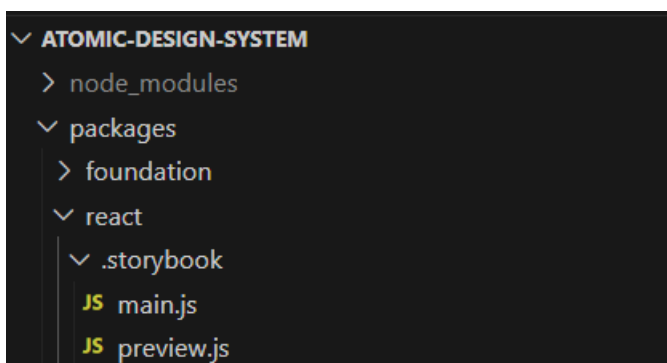 ATOMIC-DESIGN-SYSTEM
node_modules
packages
foundation
react
.storybook
JS main.js
JS preview.js